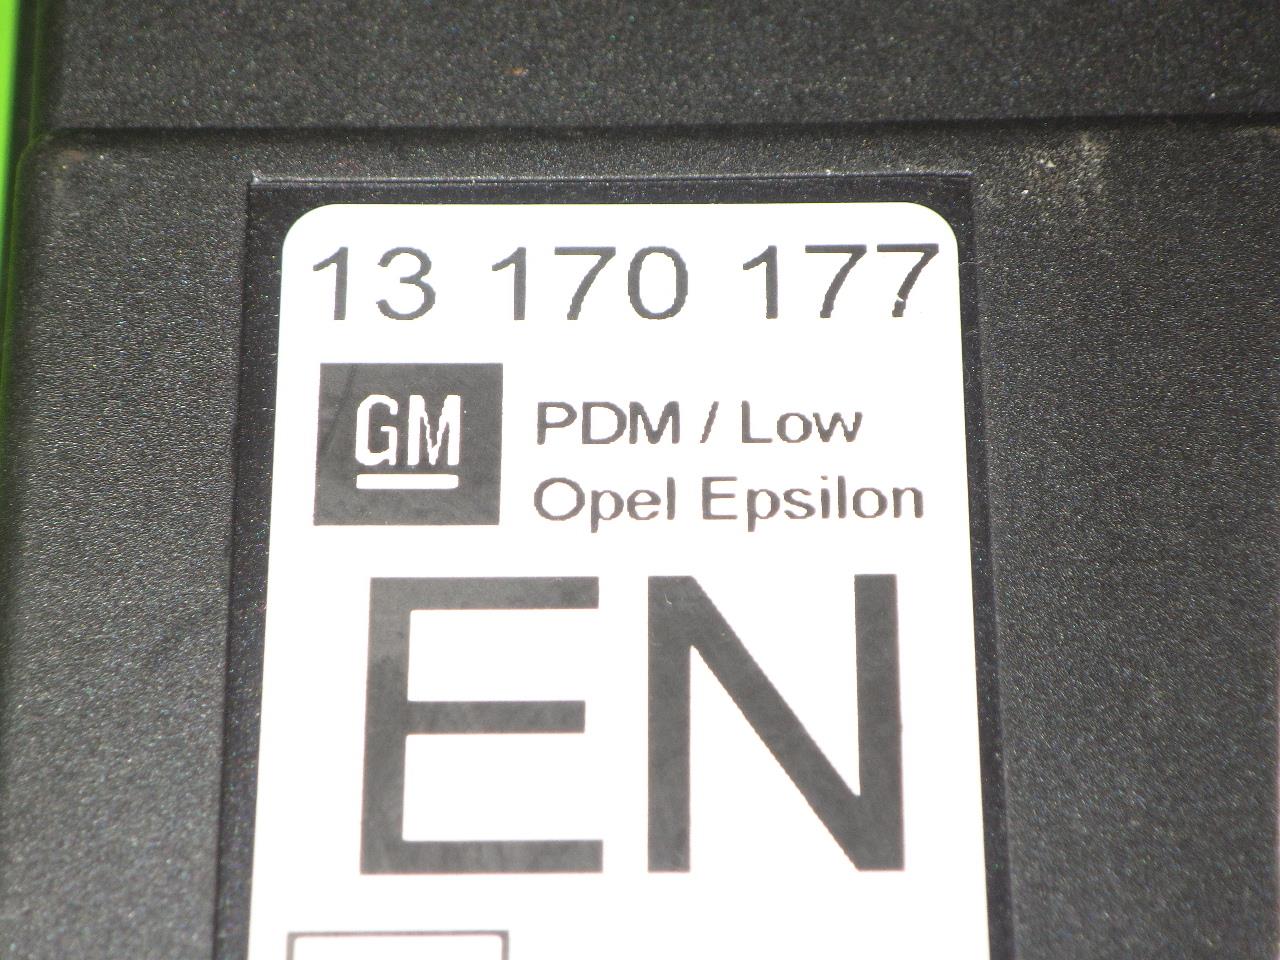 13 170 177
GM
PDM / Low
Opel Epsilon
EN